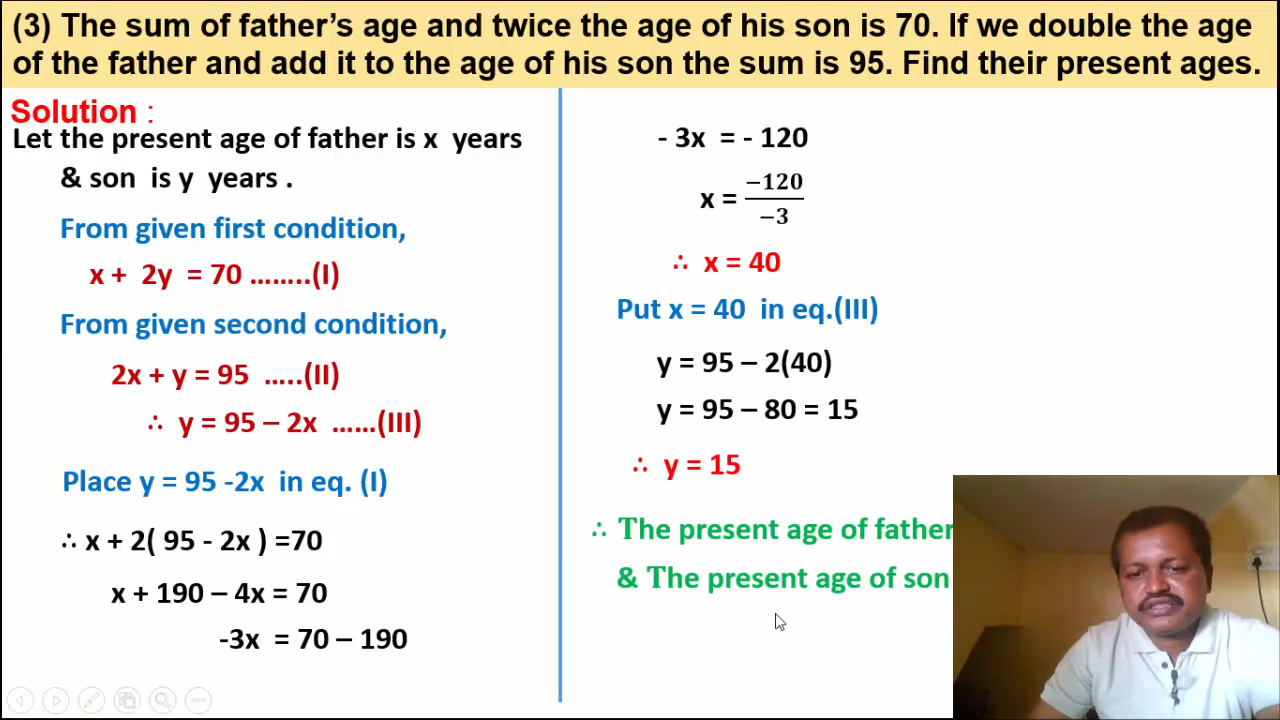 (3) The sum of father’s age and twice the age of his son is 70. If we double the age
of the father and add it to the age of his son the sum is 95. Find their present ages.
Solution :
Let the present age of father is x years
& son is y years .
From given first condition,
x + 2y = 70 ……..(I)
From given second condition,
2x + y = 95 …..(II)
∴ y = 95 – 2x ……(III)
Place y = 95 -2x in eq. (I)
∴ x + 2( 95 - 2x ) =70
x + 190 – 4x = 70
-3x = 70 – 190
- 3x = - 120
x = −120/−3
∴ x = 40
Put x = 40 in eq.(III)
y = 95 – 2(40)
y = 95 – 80 = 15
∴ y = 15
∴ The present age of father
& The present age of son